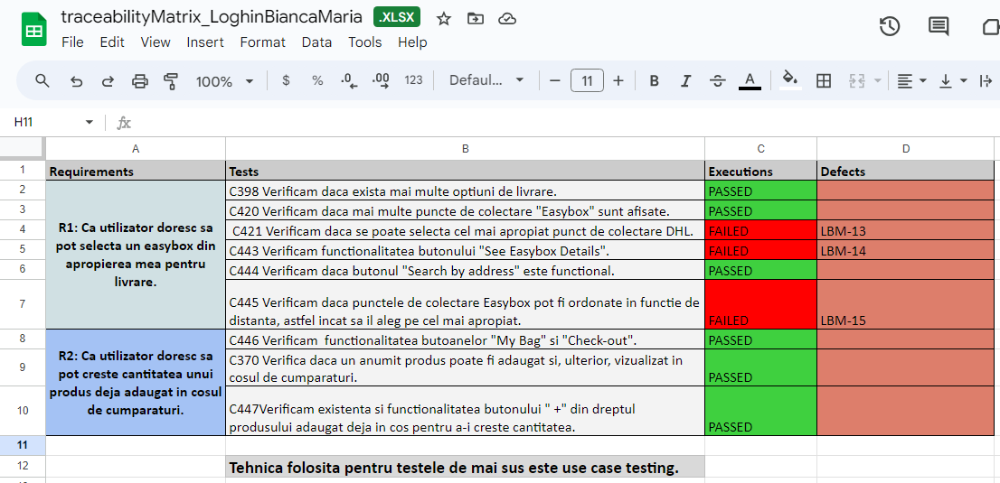 traceabilityMatrix_LoghinBiancaMaria .XLSX
File Edit View Insert Format Data Tools Help
100% $ % .0 .00 123 Defaul... 11 B I S A
H11 fx
A B C D
1 Requirements Tests Executions Defects
R1: Ca utilizator doresc sa
pot selecta un easybox din
apropierea mea pentru
livrare.
2 C398 Verificam daca exista mai multe optiuni de livrare. PASSED
3 C420 Verificam daca mai multe puncte de colectare "Easybox" sunt afisate. PASSED
4 C421 Verificam daca se poate selecta cel mai apropiat punct de colectare DHL. FAILED LBM-13
5 C443 Verificam functionalitatea butonului "See Easybox Details". FAILED LBM-14
6 C444 Verificam daca butonul "Search by address" este functional. PASSED
7 C445 Verificam daca punctele de colectare Easybox pot fi ordonate in functie de
distanta, astfel incat sa il aleg pe cel mai apropiat. FAILED LBM-15
R2: Ca utilizator doresc sa
pot creste cantitatea unui
produs deja adaugat in cosul
de cumparaturi.
8 C446 Verificam functionalitatea butoanelor "My Bag" si "Check-out". PASSED
9 C370 Verifica daca un anumit produs poate fi adaugat si, ulterior, vizualizat in
cosul de cumparaturi. PASSED
10 C447Verificam existenta si functionalitatea butonului " +" din dreptul
produsului adaugat deja in cos pentru a-i creste cantitatea. PASSED
11
12 Tehnica folosita pentru testele de mai sus este use case testing.